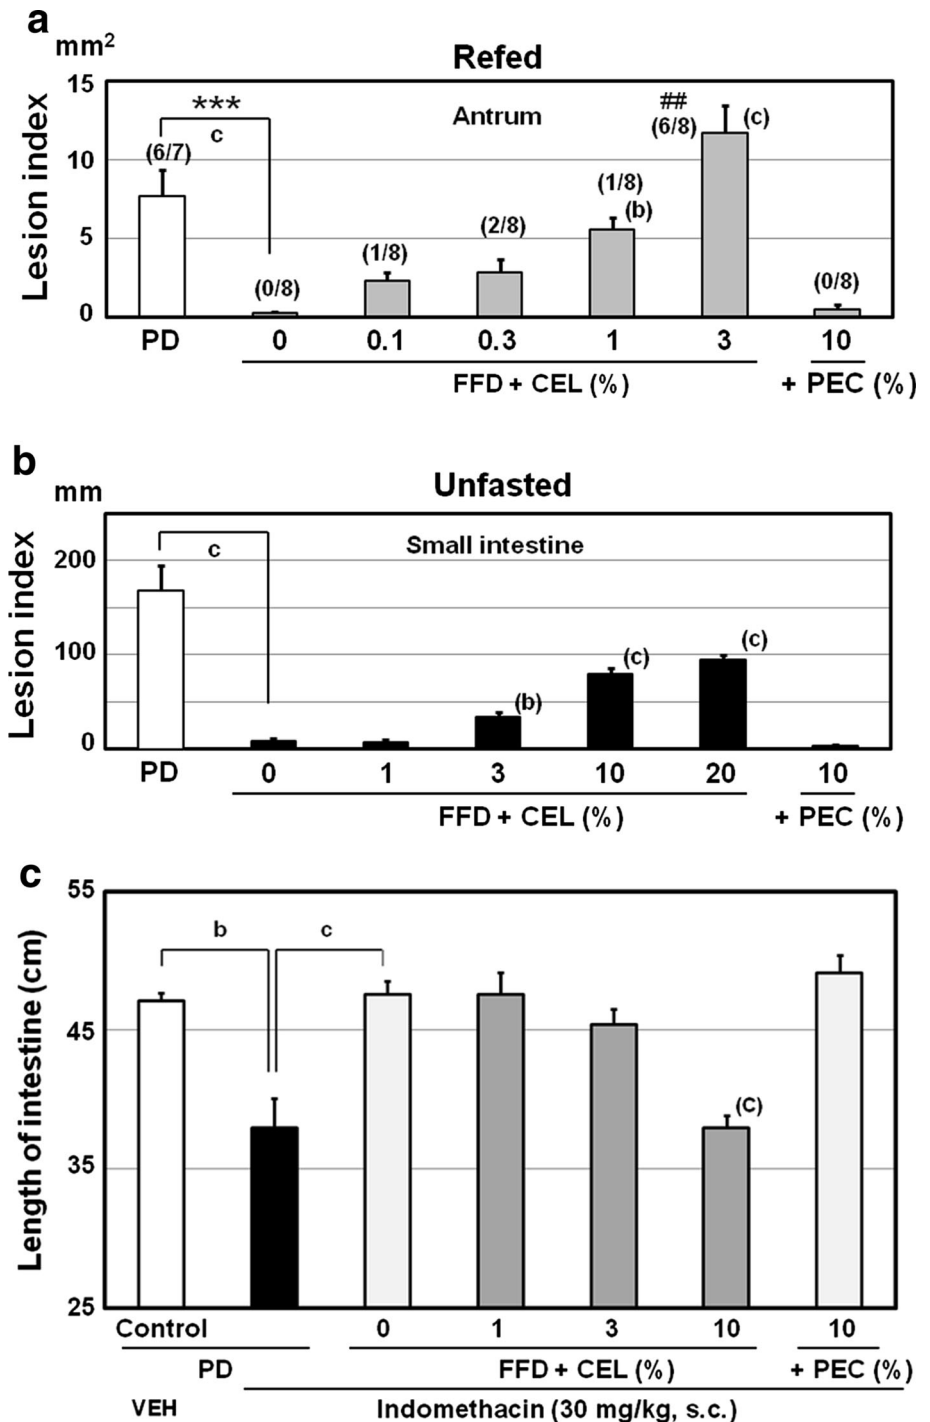 a
mm2
Refed
Lesion index
15
10
5
0
Antrum
***
c
(6/7)
(0/8)
(1/8)
(2/8)
(1/8)
(b)
##
(6/8)
(c)
(0/8)
PD 0 0.1 0.3 1 3 10
FFD + CEL (%) + PEC (%)
b
mm
Unfasted
Lesion index
200
100
0
Small intestine
c
(b)
(c)
(c)
PD 0 1 3 10 20 10
FFD + CEL (%) + PEC (%)
c
Length of intestine (cm)
55
45
35
25
b
c
(C)
Control 0 1 3 10 10
PD FFD + CEL (%) + PEC (%)
VEH Indomethacin (30 mg/kg, s.c.)